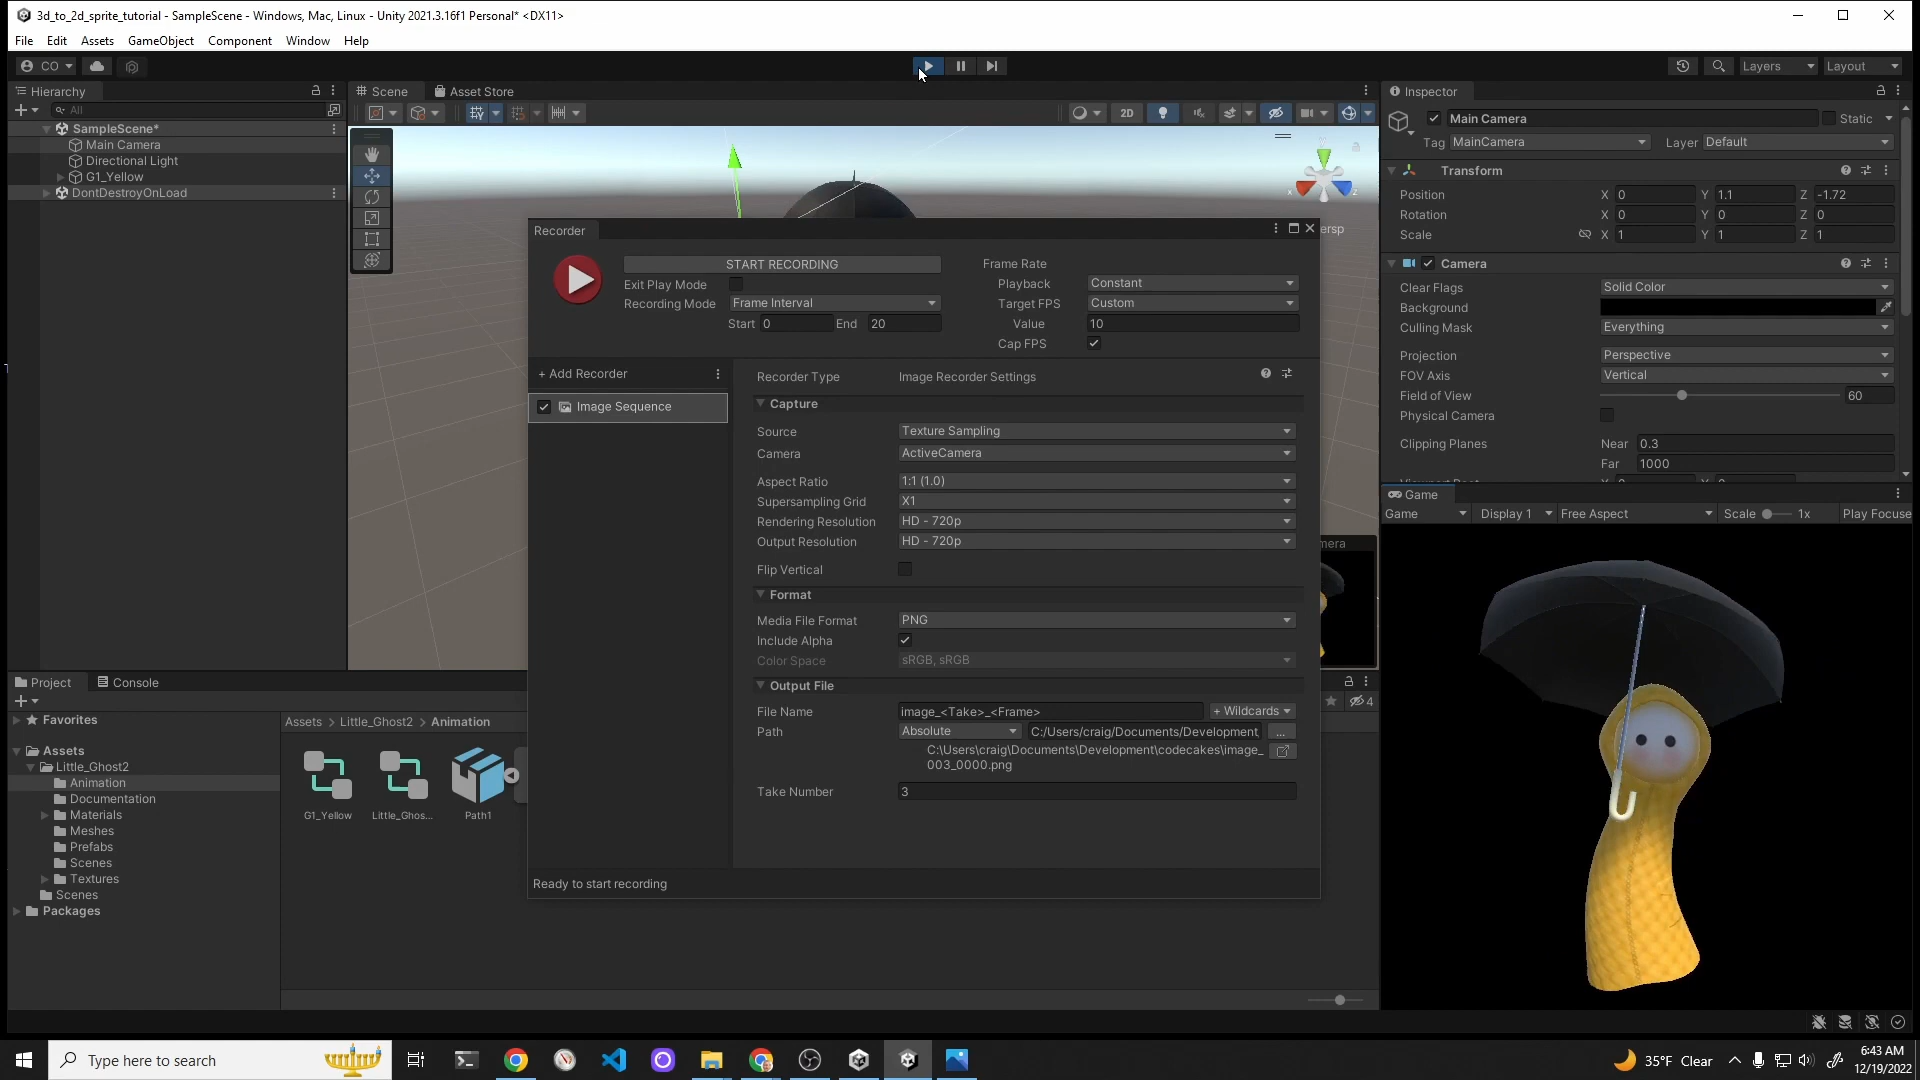 3d_to_2d_sprite_tutorial - SampleScene - Windows, Mac, Linux - Unity 2021.3.16f1 Personal* <DX11>
File Edit Assets GameObject Component Window Help
CO Layers Layout
Hierarchy
All
SampleScene*
Main Camera
Directional Light
G1_Yellow
DontDestroyOnLoad
Scene Asset Store
2D
ersp
Recorder
START RECORDING
Exit Play Mode
Recording Mode Frame Interval
Start 0 End 20
Frame Rate
Playback Constant
Target FPS Custom
Value 10
Cap FPS
+ Add Recorder
Image Sequence
Recorder Type Image Recorder Settings
Capture
Source Texture Sampling
Camera ActiveCamera
Aspect Ratio 1:1 (1.0)
Supersampling Grid X1
Rendering Resolution HD - 720p
Output Resolution HD - 720p
Flip Vertical
Format
Media File Format PNG
Include Alpha
Color Space sRGB, sRGB
Output File
File Name image_<Take>_<Frame> + Wildcards
Path Absolute C:/Users/craig/Documents/Development, ...
C:\Users\craig\Documents\Development\codecakes\image_
003_0000.png
Take Number 3
Ready to start recording
mera
Inspector
Main Camera Static
Tag MainCamera Layer Default
Transform
Position X 0 Y 1.1 Z -1.72
Rotation X 0 Y 0 Z 0
Scale X 1 Y 1 Z 1
Camera
Clear Flags Solid Color
Background
Culling Mask Everything
Projection Perspective
FOV Axis Vertical
Field of View 60
Physical Camera
Clipping Planes Near 0.3
Far 1000
Game
Game Display 1 Free Aspect Scale 1x Play Focuse
Project Console
4
Favorites
Assets
Little_Ghost2
Animation
Documentation
Materials
Meshes
Prefabs
Scenes
Textures
Scenes
Packages
Assets > Little_Ghost2 > Animation
G1_Yellow Little_Ghos... Path1
Type here to search
35°F Clear
6:43 AM
12/19/2022